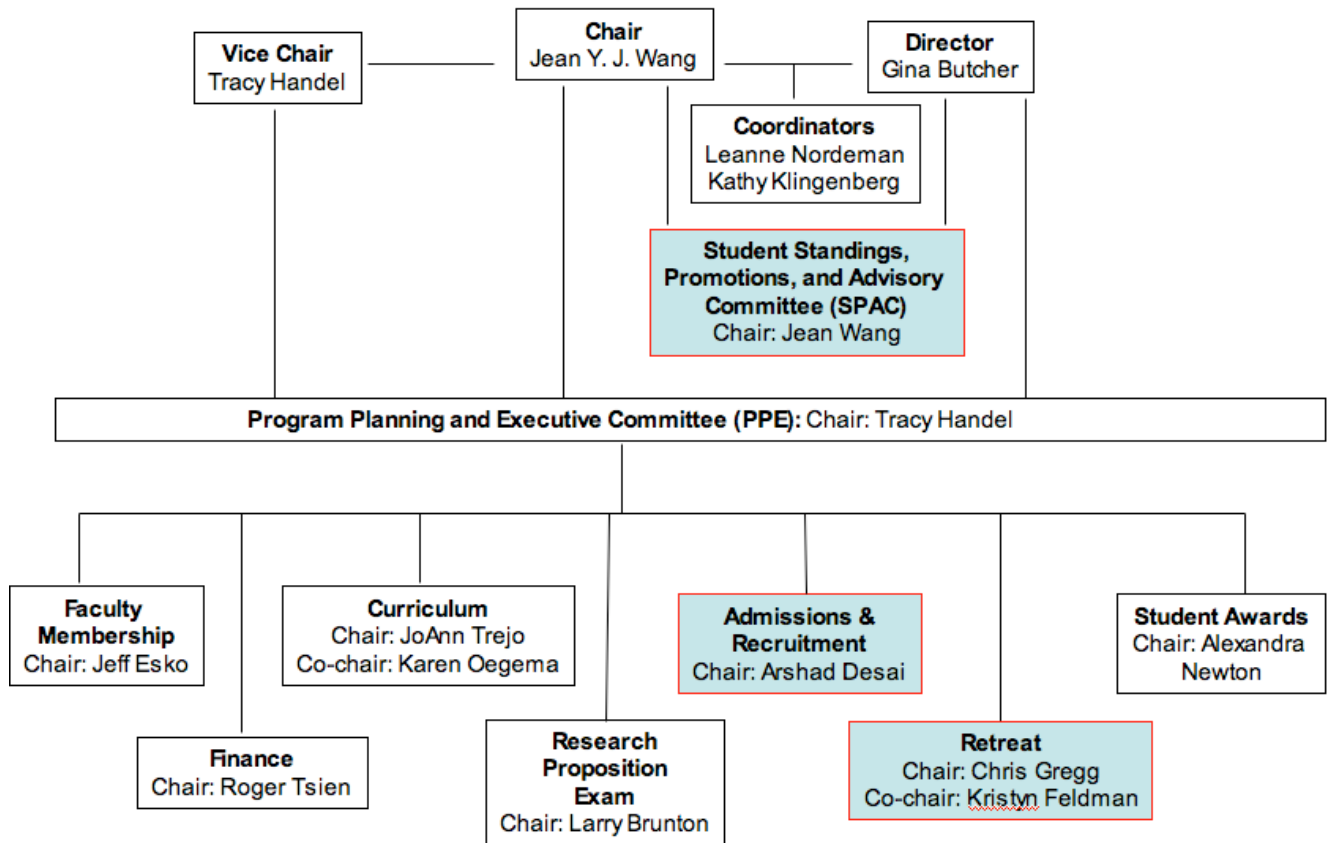 Vice Chair
Tracy Handel
Chair
Jean Y. J. Wang
Director
Gina Butcher
Coordinators
Leanne Nordeman
Kathy Klingenberg
Student Standings,
Promotions, and Advisory
Committee (SPAC)
Chair: Jean Wang
Program Planning and Executive Committee (PPE): Chair: Tracy Handel
Faculty
Membership
Chair: Jeff Esko
Finance
Chair: Roger Tsien
Curriculum
Chair: JoAnn Trejo
Co-chair: Karen Oegema
Research
Proposition
Exam
Chair: Larry Brunton
Admissions &
Recruitment
Chair: Arshad Desai
Retreat
Chair: Chris Gregg
Co-chair: Kristyn Feldman
Student Awards
Chair: Alexandra
Newton